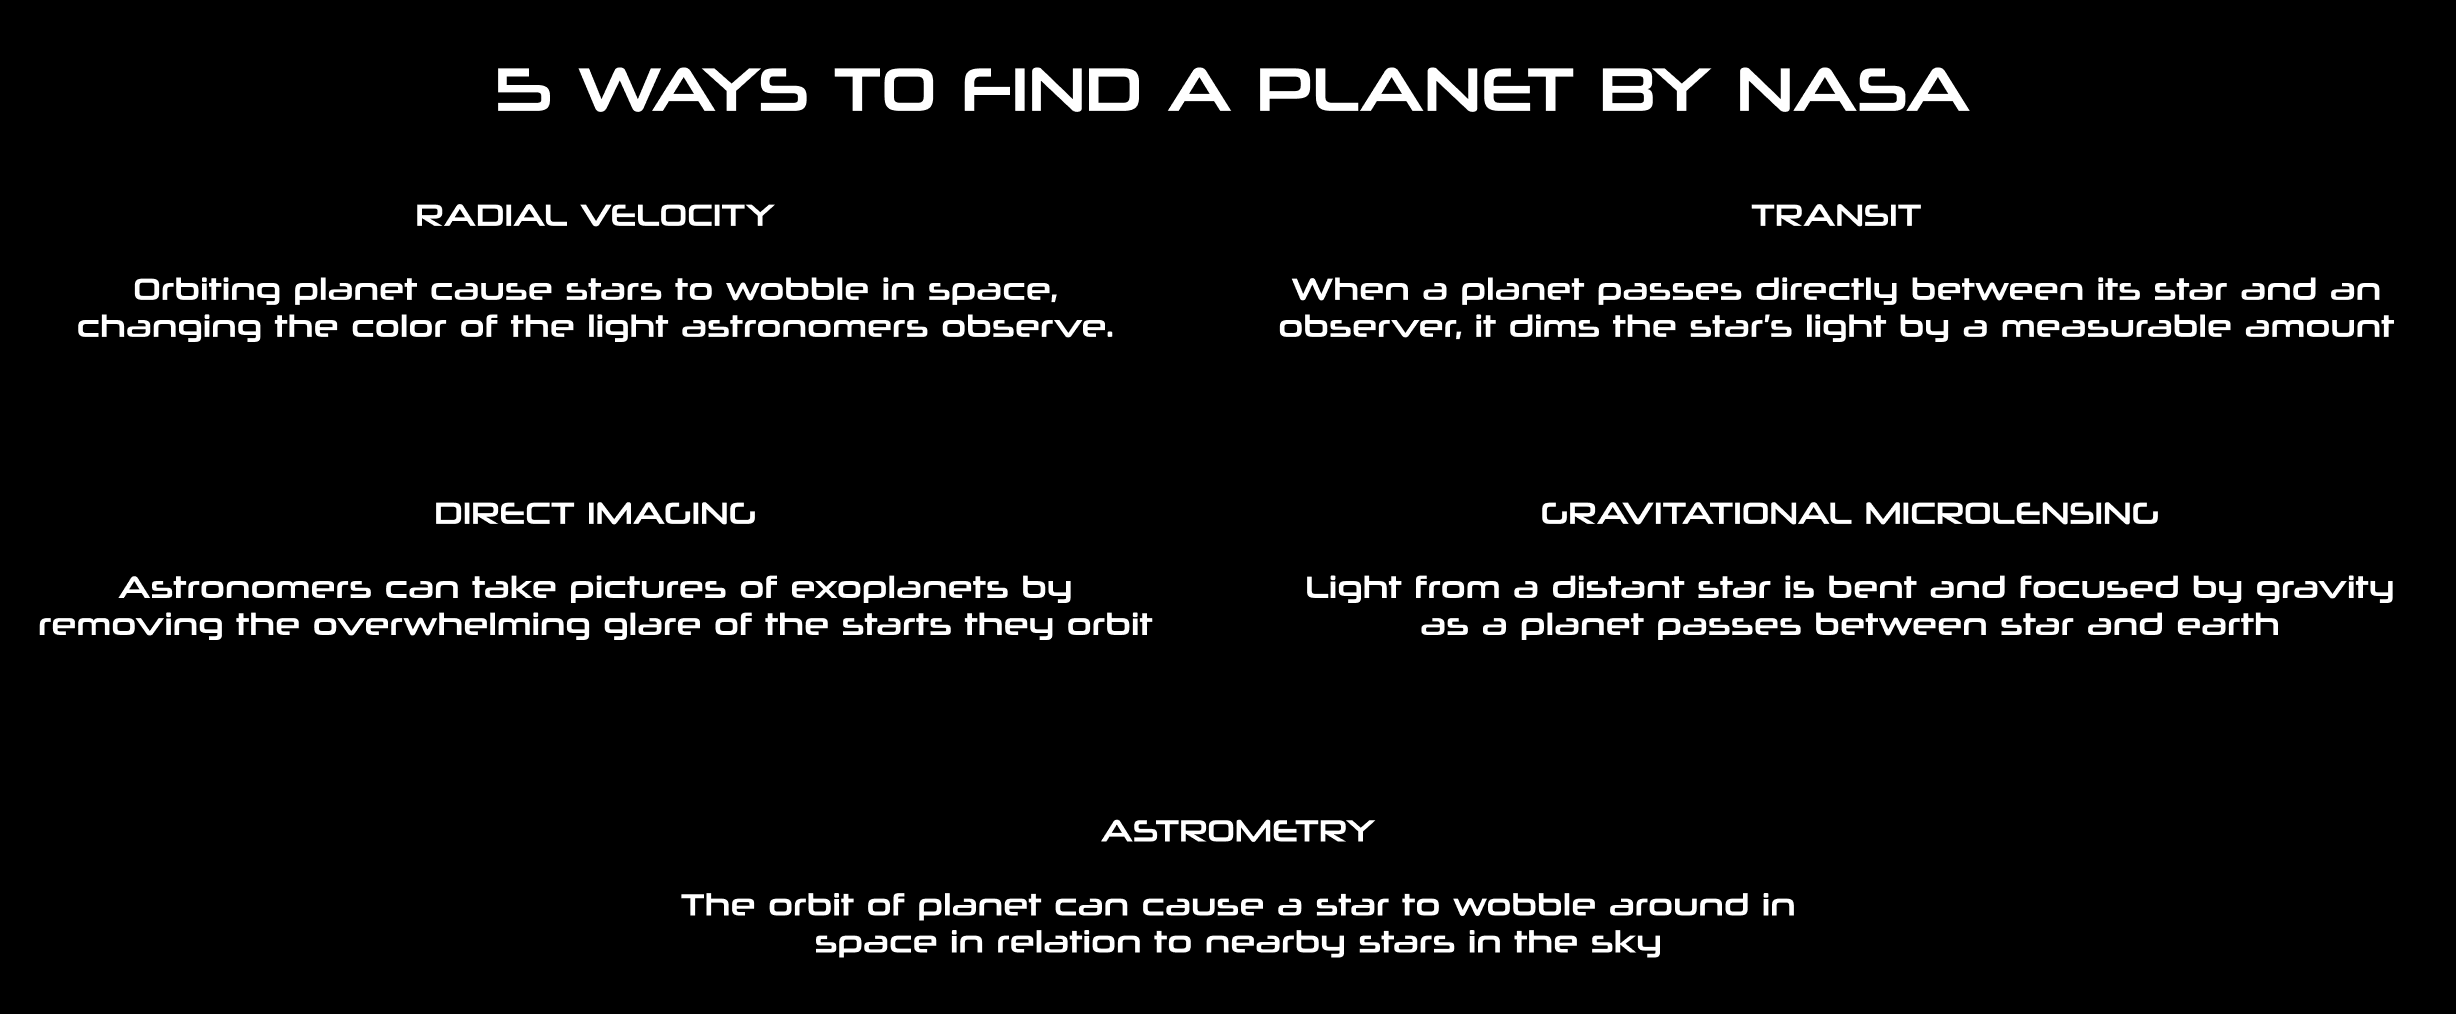 5 WAYS TO FIND A PLANET BY NASA
RADIAL VELOCITY
Orbiting planet cause stars to wobble in space,
changing the color of the light astronomers observe.
TRANSIT
When a planet passes directly between its star and an
observer, it dims the star's light by a measurable amount
DIRECT IMAGING
Astronomers can take pictures of exoplanets by
removing the overwhelming glare of the starts they orbit
GRAVITATIONAL MICROLENSING
Light from a distant star is bent and focused by gravity
as a planet passes between star and earth
ASTROMETRY
The orbit of planet can cause a star to wobble around in
space in relation to nearby stars in the sky